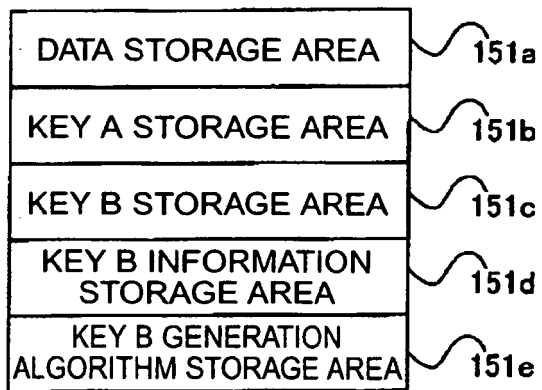 DATA STORAGE AREA 151a
KEY A STORAGE AREA 151b
KEY B STORAGE AREA 151c
KEY B INFORMATION
STORAGE AREA 151d
KEY B GENERATION
ALGORITHM STORAGE AREA 151e